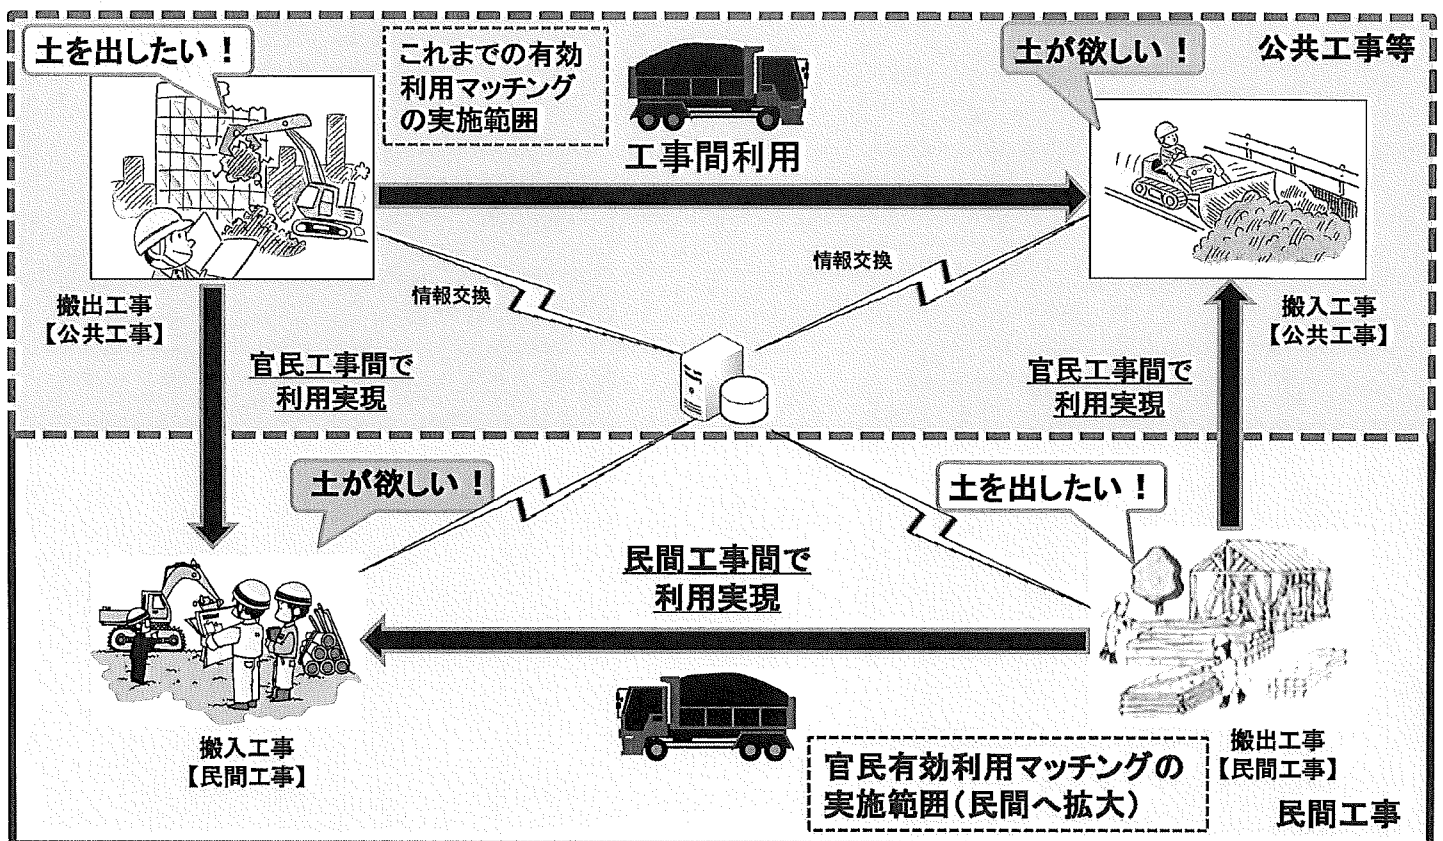 土を出したい！
これまでの有効
利用マッチング
の実施範囲
土が欲しい！
公共工事等
工事間利用
情報交換
情報交換
搬出工事
【公共工事】
搬入工事
【公共工事】
官民工事間で
利用実現
官民工事間で
利用実現
土が欲しい！
土を出したい！
民間工事間で
利用実現
搬入工事
【民間工事】
搬出工事
【民間工事】
官民有効利用マッチングの
実施範囲（民間へ拡大）
民間工事